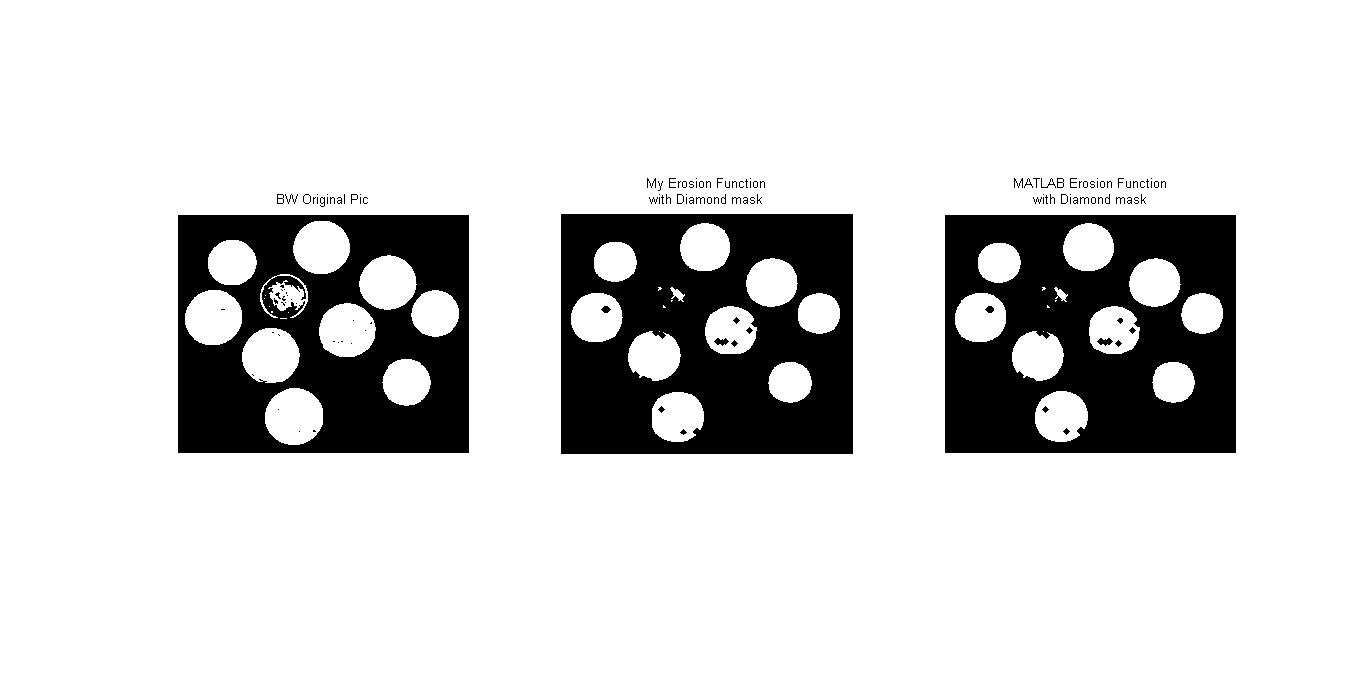 BW Original Pic
My Erosion Function
with Diamond mask
MATLAB Erosion Function
with Diamond mask